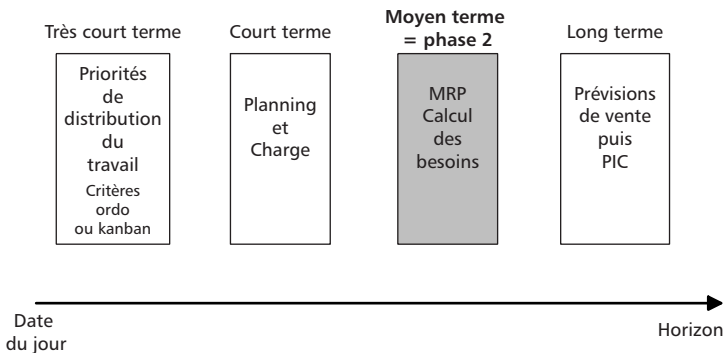 Très court terme
Priorités
de
distribution
du
travail
Critères
ordo
ou kanban
Court terme
Planning
et
Charge
Moyen terme
= phase 2
MRP
Calcul
des
besoins
Long terme
Prévisions
de vente
puis
PIC
Date
du jour
Horizon